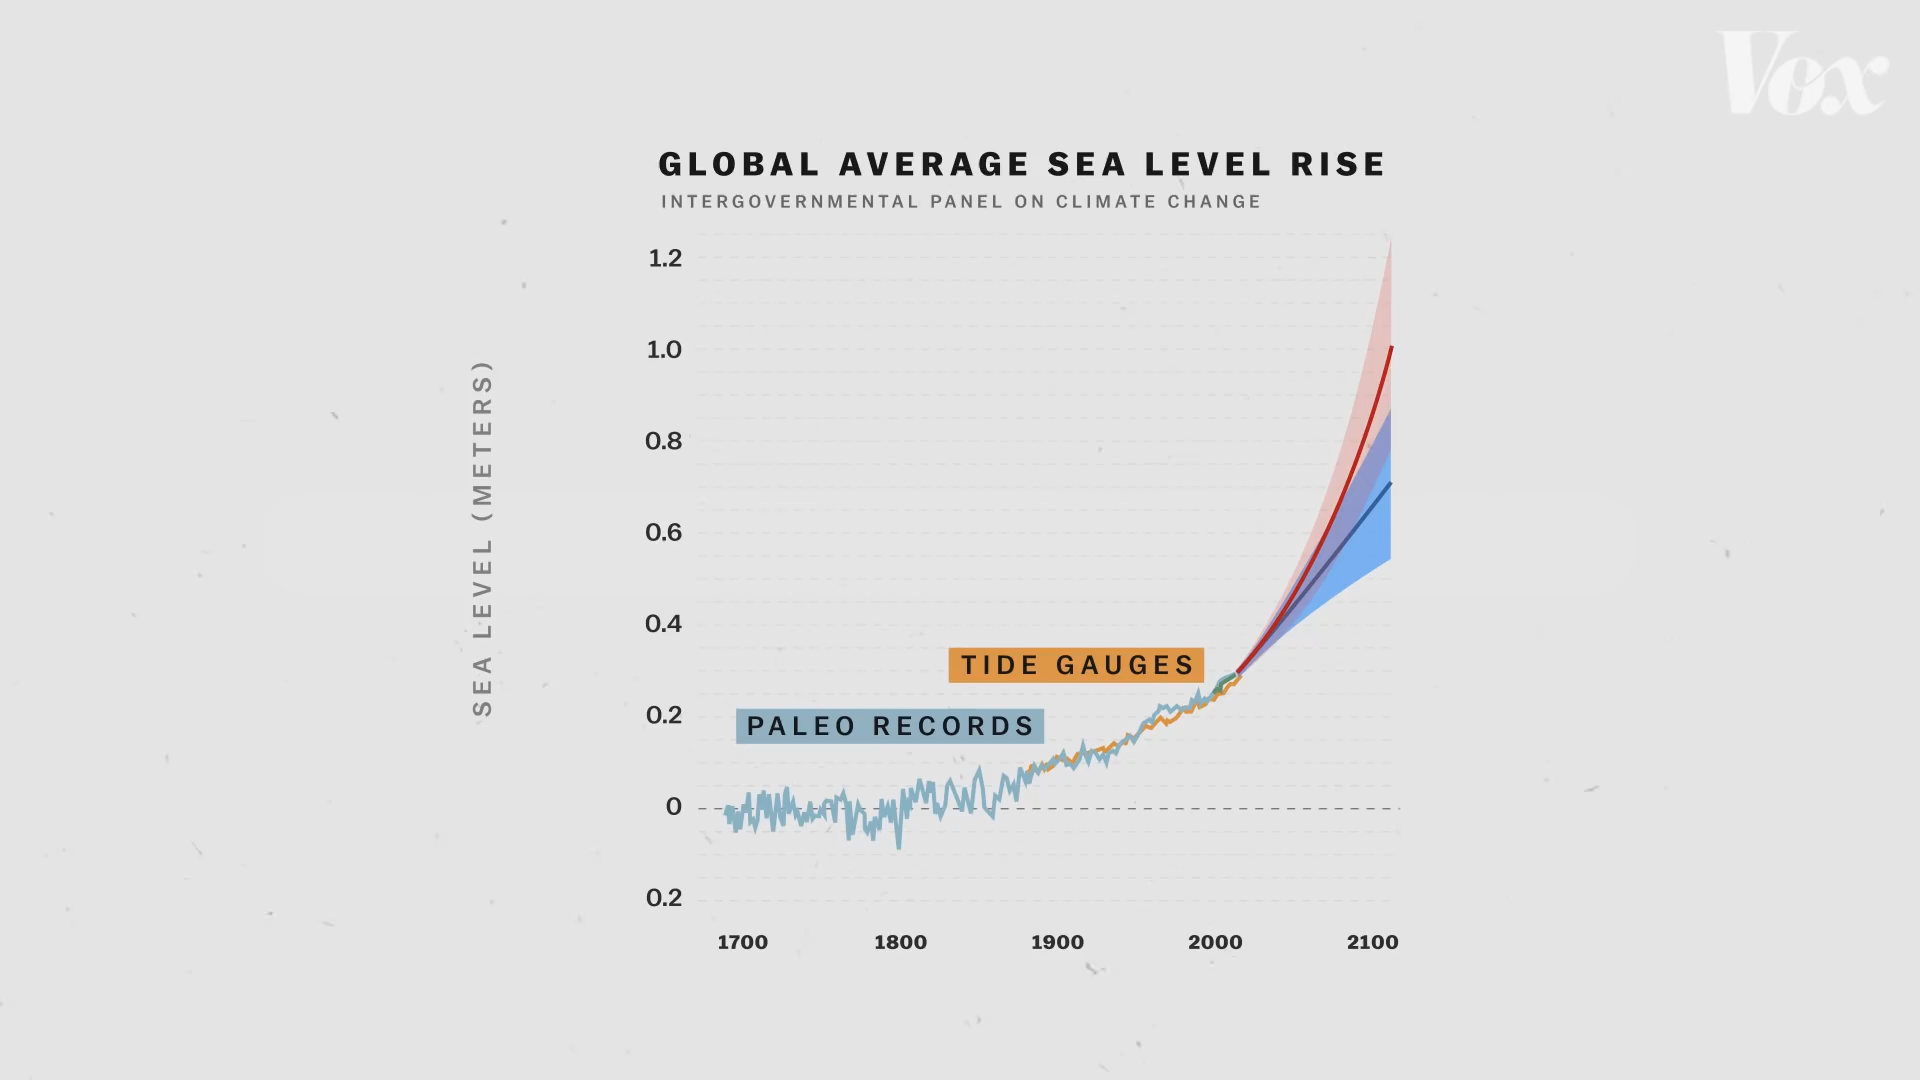 Vox
GLOBAL AVERAGE SEA LEVEL RISE
INTERGOVERNMENTAL PANEL ON CLIMATE CHANGE
SEA LEVEL (METERS)
1.2
1.0
0.8
0.6
0.4
0.2
0
0.2
TIDE GAUGES
PALEO RECORDS
1700 1800 1900 2000 2100